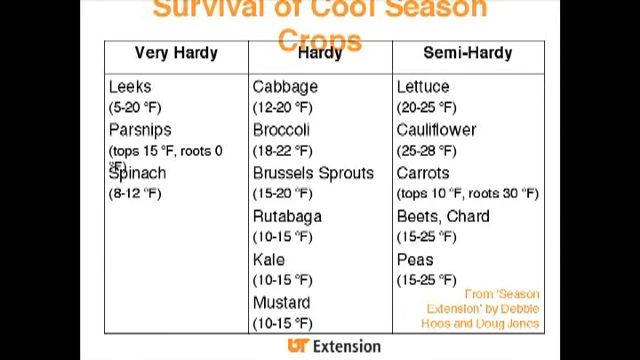 Survival of Cool Season
Crops
Very Hardy
Hardy
Semi-Hardy
Leeks
(5-20 °F)
Parsnips
(tops 15 °F, roots 0
°F)
Spinach
(8-12 °F)
Cabbage
(12-20 °F)
Broccoli
(18-22 °F)
Brussels Sprouts
(15-20 °F)
Rutabaga
(10-15 °F)
Kale
(10-15 °F)
Mustard
(10-15 °F)
Lettuce
(20-25 °F)
Cauliflower
(25-28 °F)
Carrots
(tops 10 °F, roots 30 °F)
Beets, Chard
(15-25 °F)
Peas
(15-25 °F)
From 'Season
Extension' by Debbie
Roos and Doug Jones
UT Extension